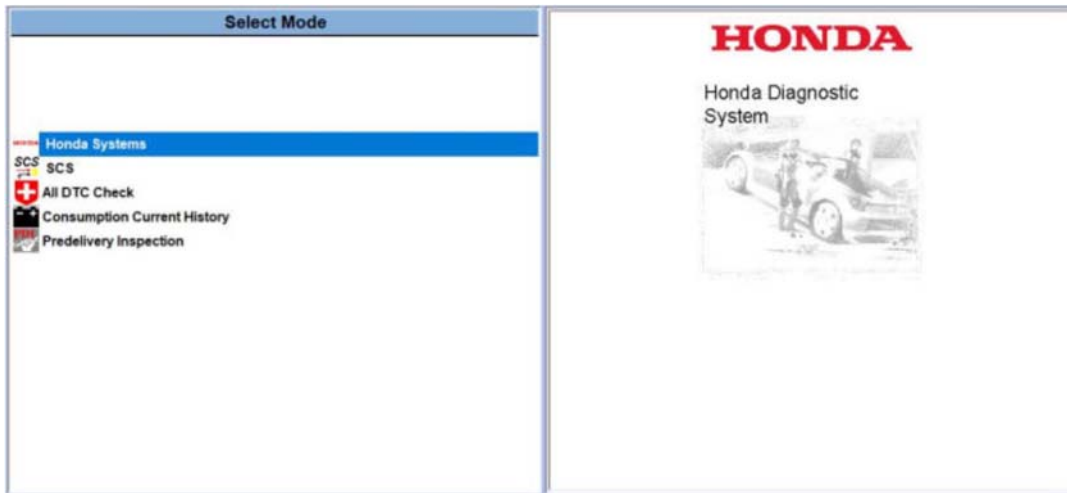 Select Mode
Honda Systems
SCS
SCS
All DTC Check
Consumption Current History
Predelivery Inspection
HONDA
Honda Diagnostic
System